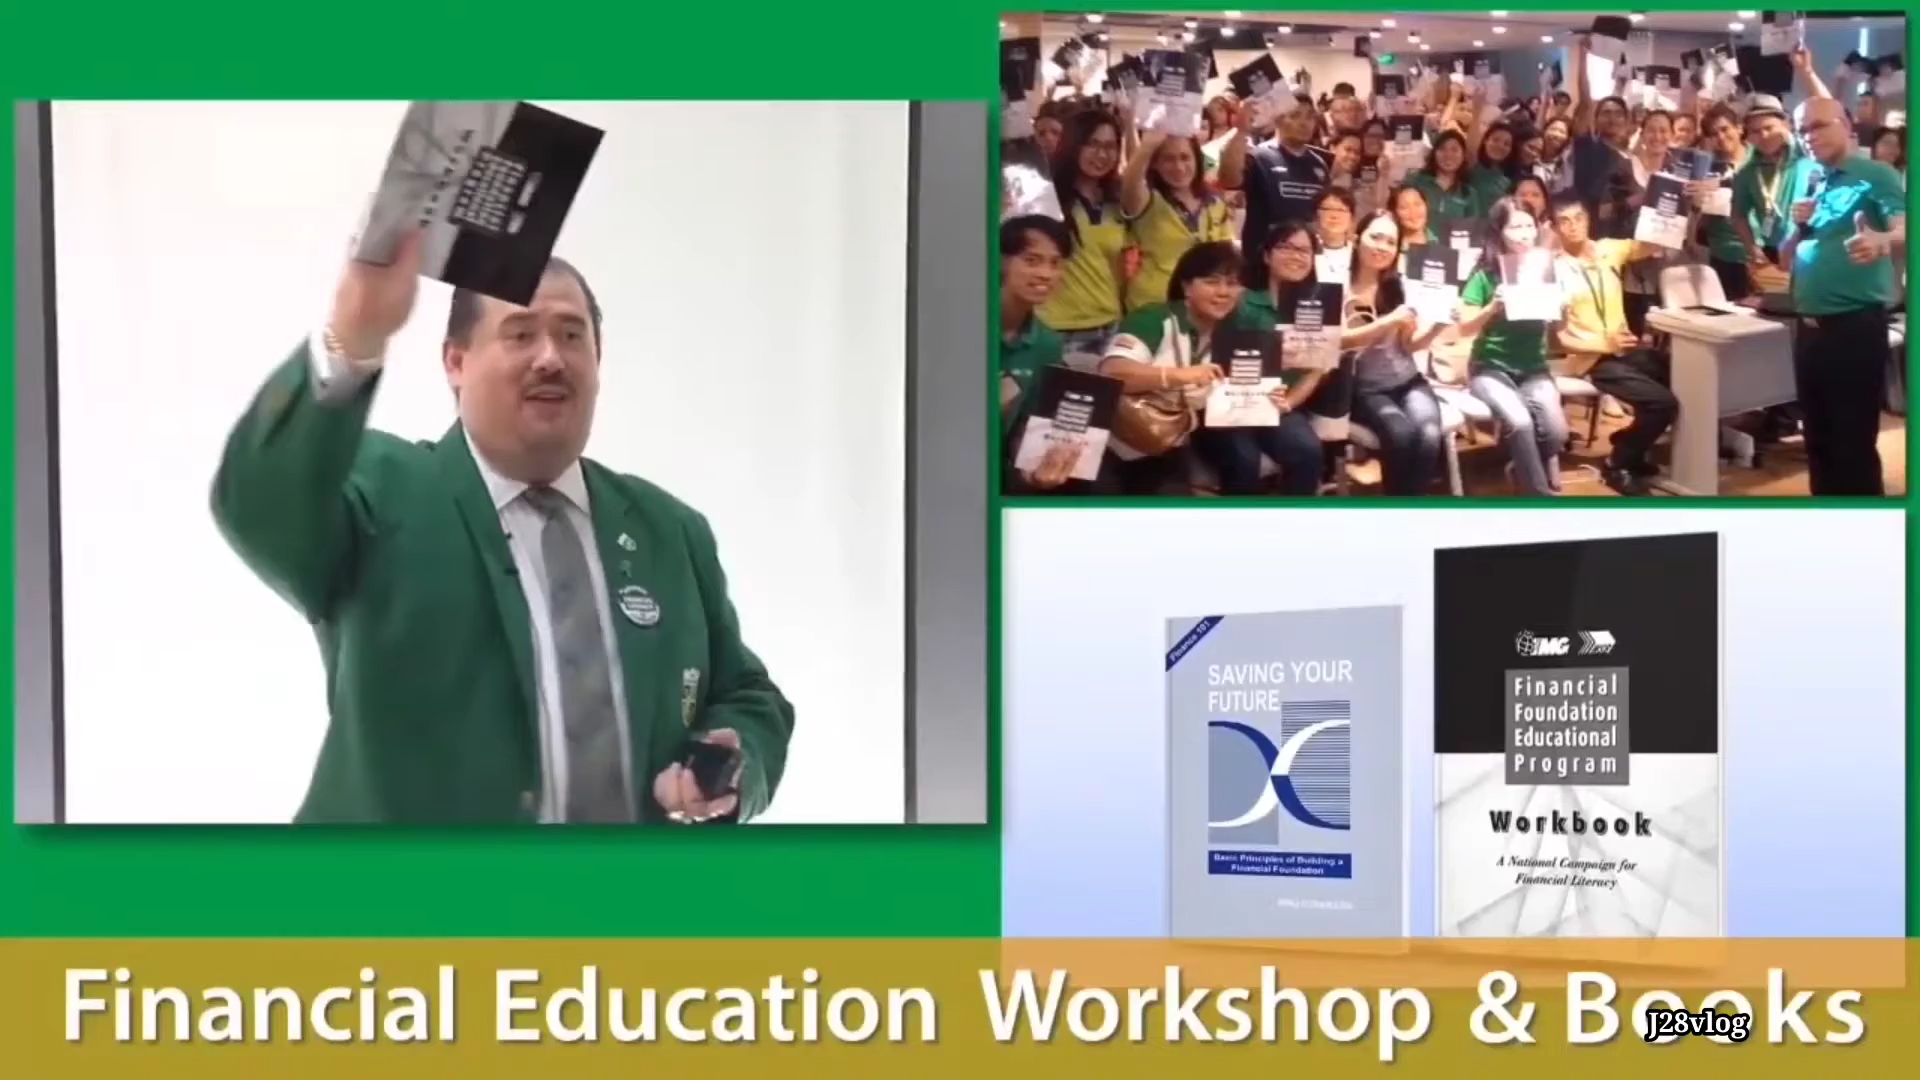 Finance 101
SAVING YOUR
FUTURE
Basic Principles of Building a
Financial Foundation
IMG
Financial
Foundation
Educational
Program
Workbook
A National Campaign for
Financial Literacy
Financial Education Workshop & Books
J28vlog